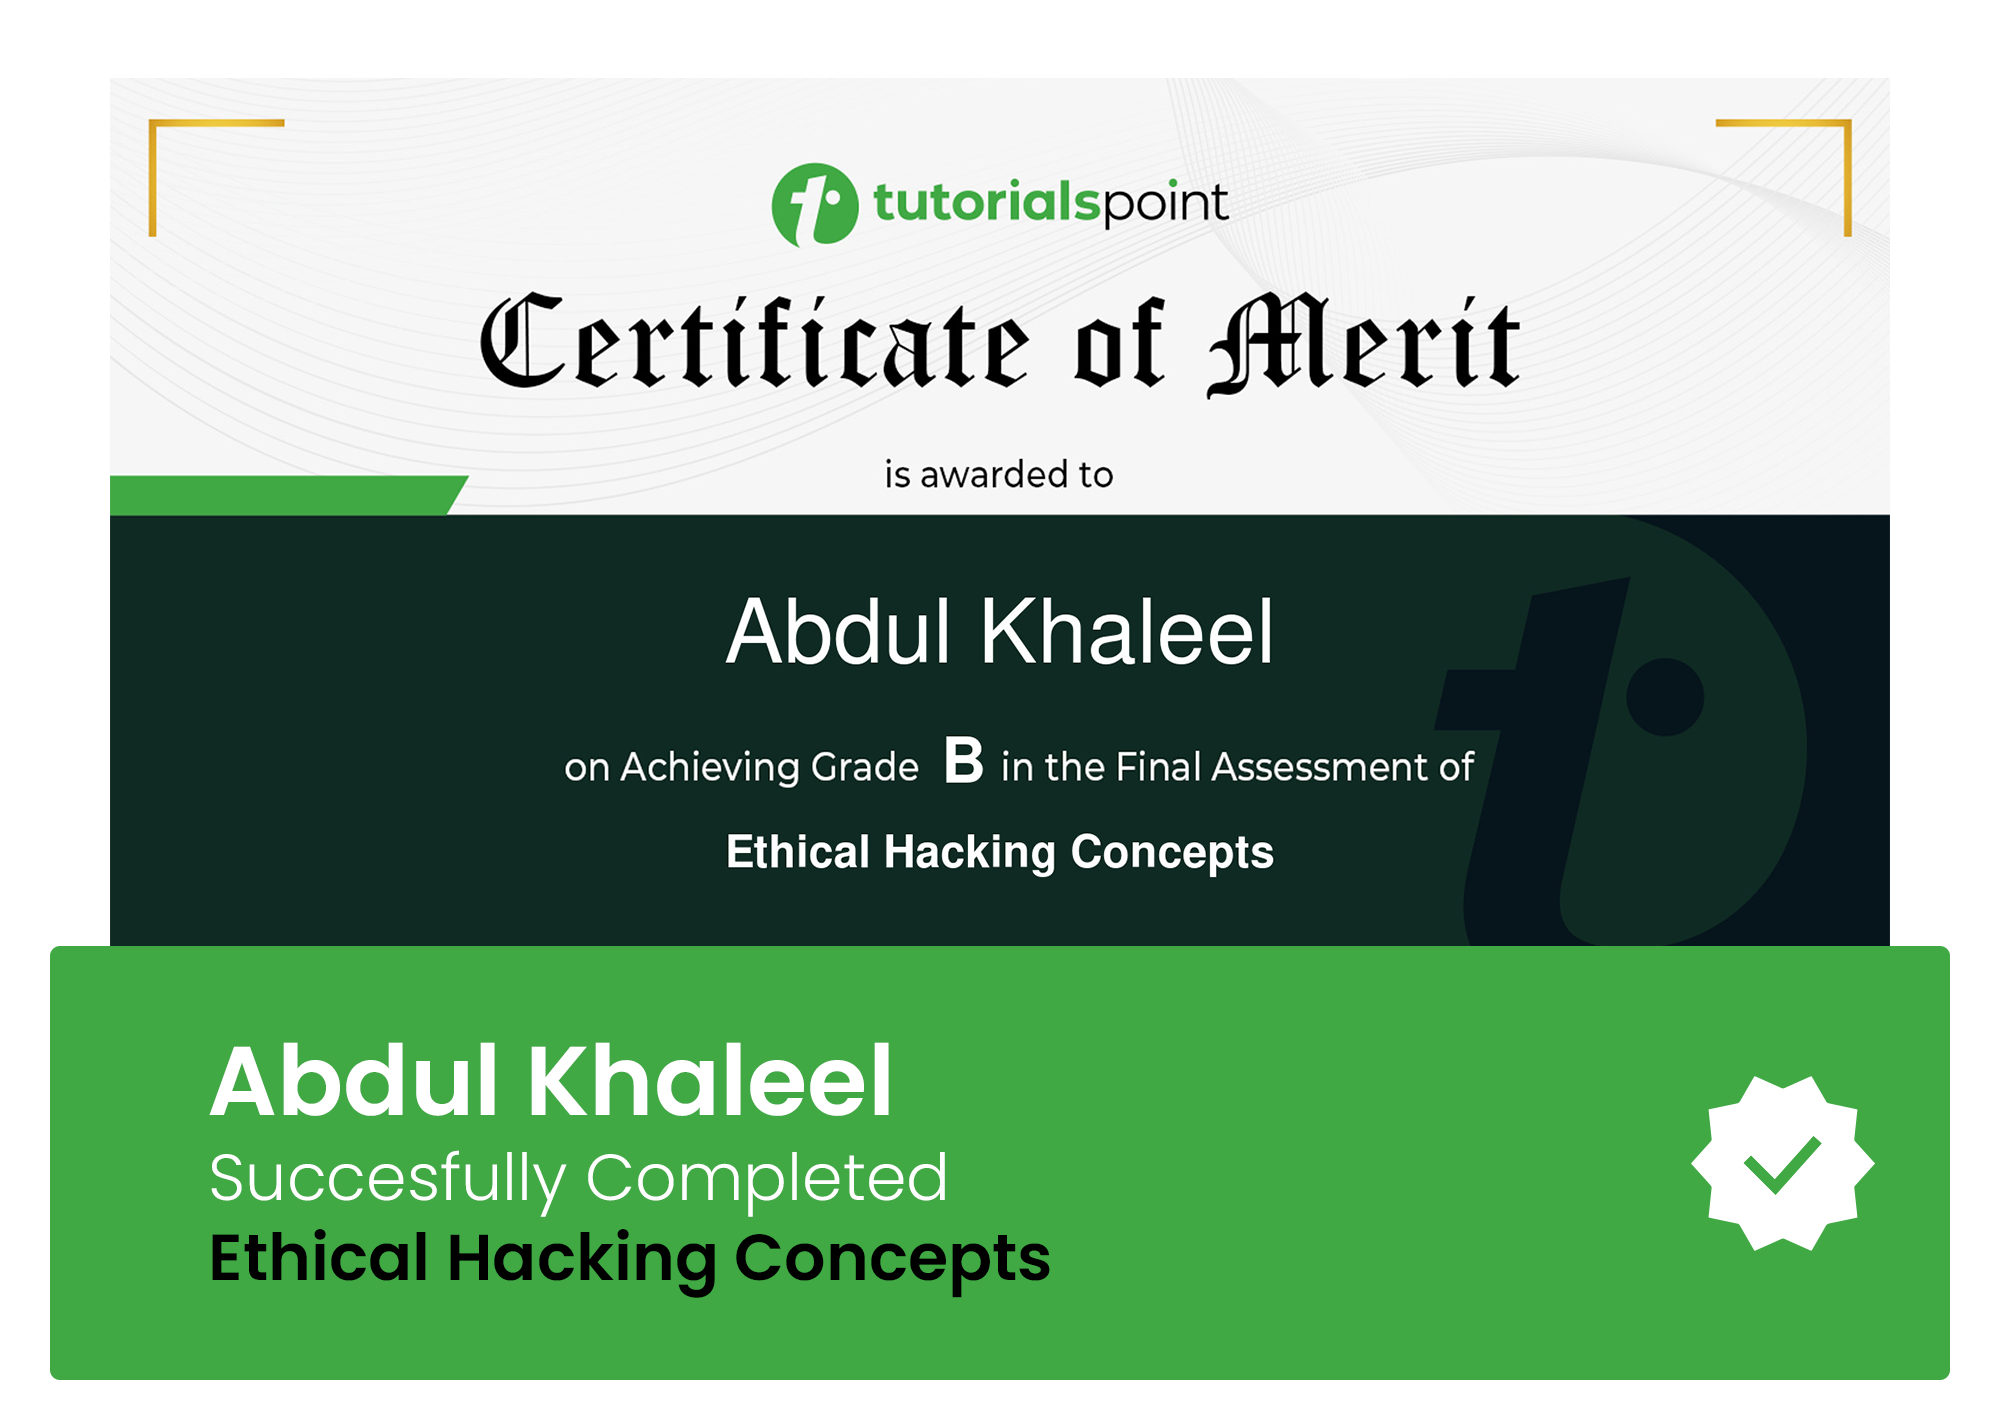 tutorialspoint
Certificate of Merit
is awarded to
Abdul Khaleel
on Achieving Grade B in the Final Assessment of
Ethical Hacking Concepts
Abdul Khaleel
Succesfully Completed
Ethical Hacking Concepts